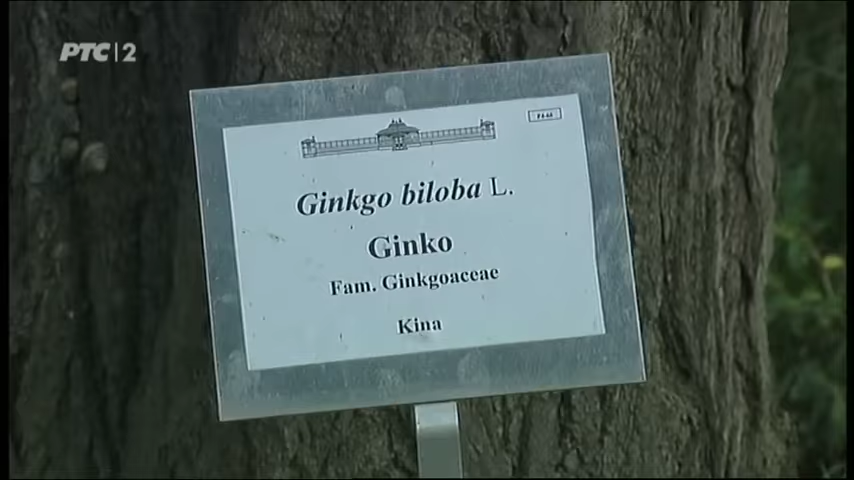 РТС|2
Ginkgo biloba L.
Ginko
Fam. Ginkgoaceae
Kina